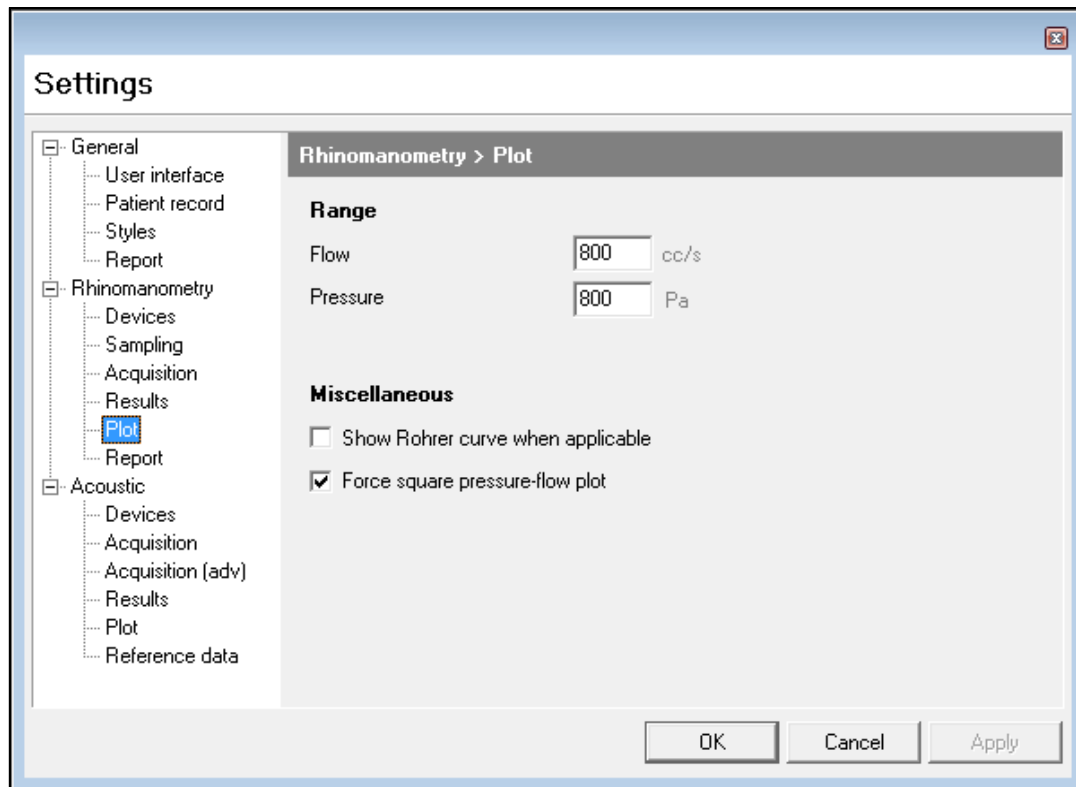 Settings
General
User interface
Patient record
Styles
Report
Rhinomanometry
Devices
Sampling
Acquisition
Results
Plot
Report
Acoustic
Devices
Acquisition
Acquisition (adv)
Results
Plot
Reference data
Rhinomanometry > Plot
Range
Flow 800 cc/s
Pressure 800 Pa
Miscellaneous
Show Rohrer curve when applicable
Force square pressure-flow plot
OK Cancel Apply